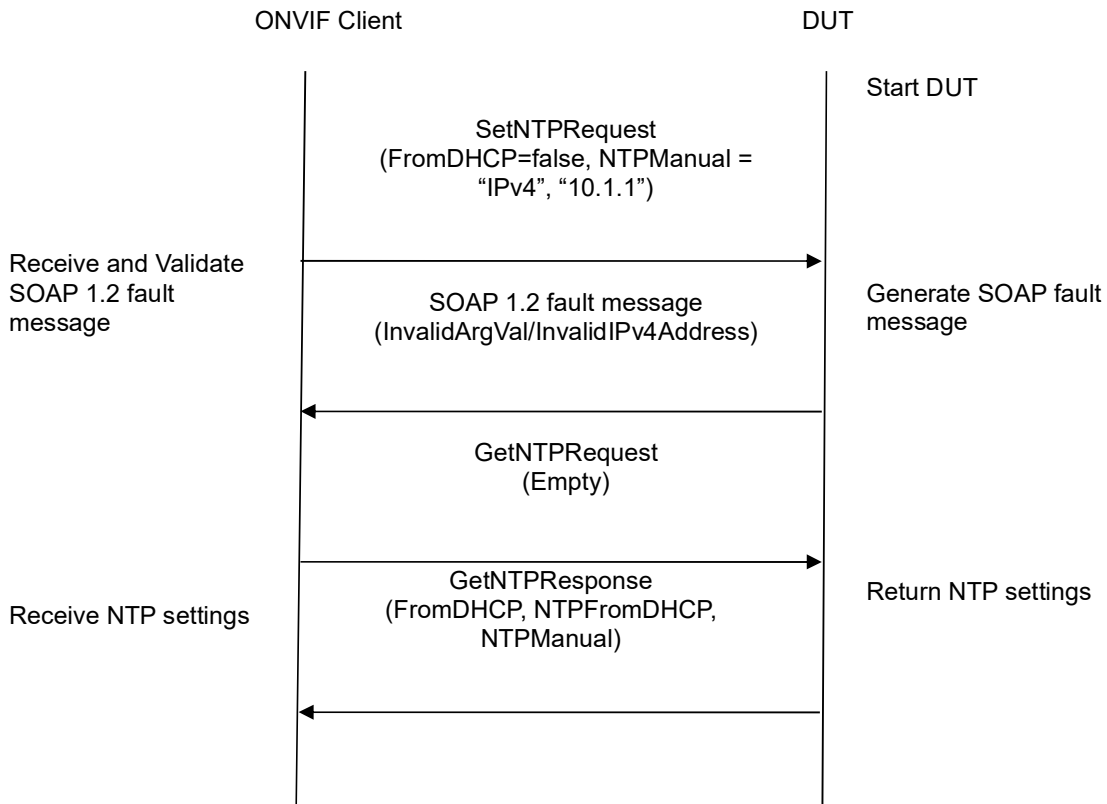 ONVIF Client
DUT
Start DUT
SetNTPRequest
(FromDHCP=false, NTPManual =
“IPv4”, “10.1.1”)
Receive and Validate
SOAP 1.2 fault
message
SOAP 1.2 fault message
(InvalidArgVal/InvalidIPv4Address)
Generate SOAP fault
message
GetNTPRequest
(Empty)
GetNTPResponse
(FromDHCP, NTPFromDHCP,
NTPManual)
Return NTP settings
Receive NTP settings